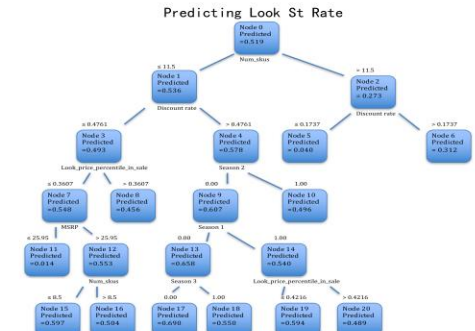 Predicting Look St Rate
Node 0
Predicted
=0.519
Num_skus
≤ 11.5
> 11.5
Node 1
Predicted
=0.536
Discount rate
Node 2
Predicted
= 0.273
Discount rate
≤ 0.4761
> 0.4761
≤ 0.1737
> 0.1737
Node 3
Predicted
=0.493
Look_price_percentile_in_sale
Node 4
Predicted
=0.578
Season 2
Node 5
Predicted
= 0.040
Node 6
Predicted
= 0.312
≤ 0.3607
> 0.3607
0.00
1.00
Node 7
Predicted
=0.548
MSRP
Node 8
Predicted
=0.456
Node 9
Predicted
=0.607
Season 1
Node 10
Predicted
=0.496
≤ 25.95
> 25.95
0.00
1.00
Node 11
Predicted
=0.014
Node 12
Predicted
=0.553
Num_skus
Node 13
Predicted
=0.658
Season 3
Node 14
Predicted
=0.540
Look_price_percentile_in_sale
≤ 8.5
> 8.5
0.00
1.00
≤ 0.4216
> 0.4216
Node 15
Predicted
=0.597
Node 16
Predicted
=0.504
Node 17
Predicted
=0.690
Node 18
Predicted
=0.550
Node 19
Predicted
=0.594
Node 20
Predicted
=0.489